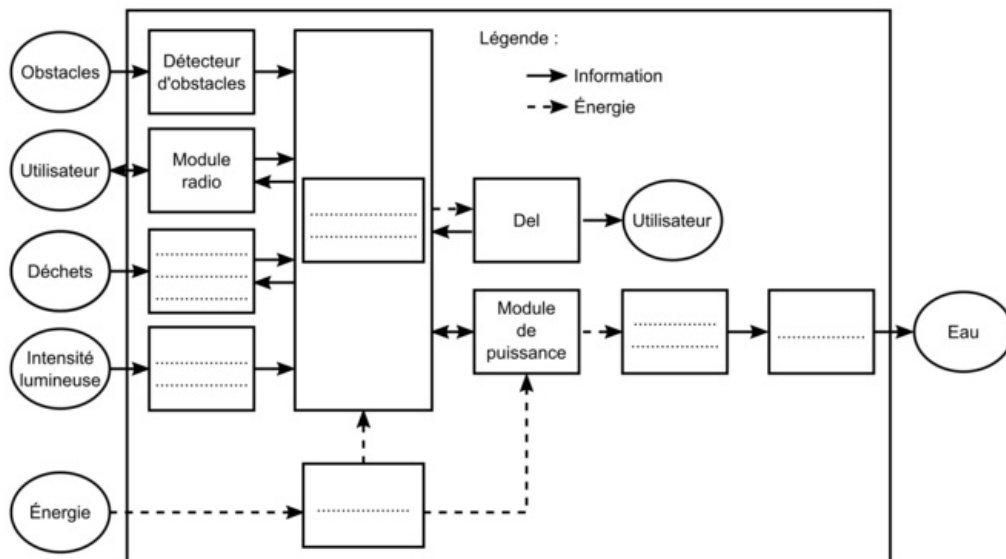 Légende :
Information
Énergie
Obstacles
Détecteur
d'obstacles
Utilisateur
Module
radio
....................
....................
Del
Utilisateur
Déchets
....................
....................
....................
Module
de
puissance
....................
....................
....................
Eau
Intensité
lumineuse
....................
....................
Énergie
....................